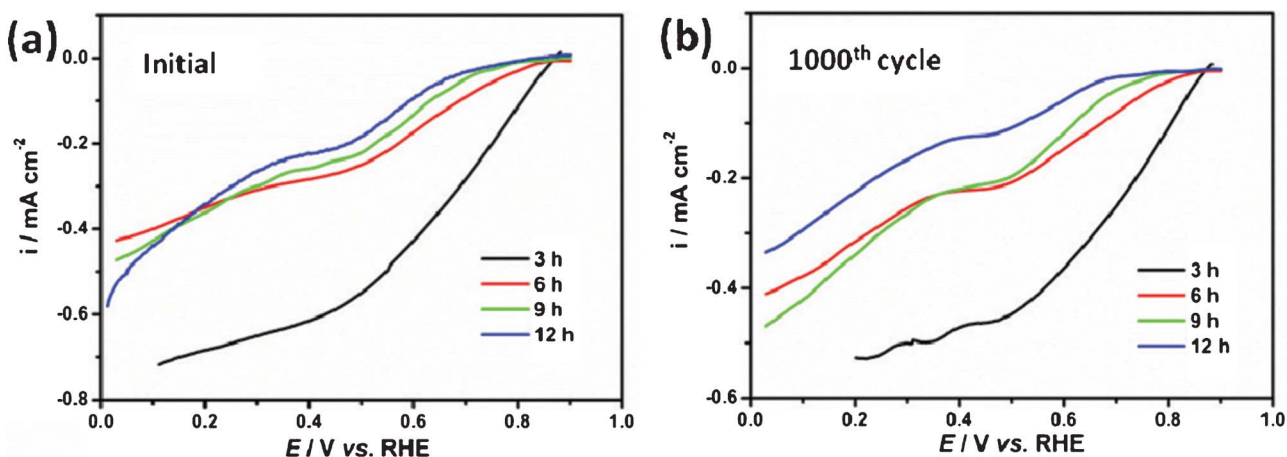 (a)
Initial
0.0
-0.2
-0.4
-0.6
-0.8
i / mA cm-2
3 h
6 h
9 h
12 h
0.0 0.2 0.4 0.6 0.8 1.0
E / V vs. RHE
(b)
1000th cycle
0.0
-0.2
-0.4
-0.6
i / mA cm-2
3 h
6 h
9 h
12 h
0.2 0.4 0.6 0.8 1.0
E / V vs. RHE